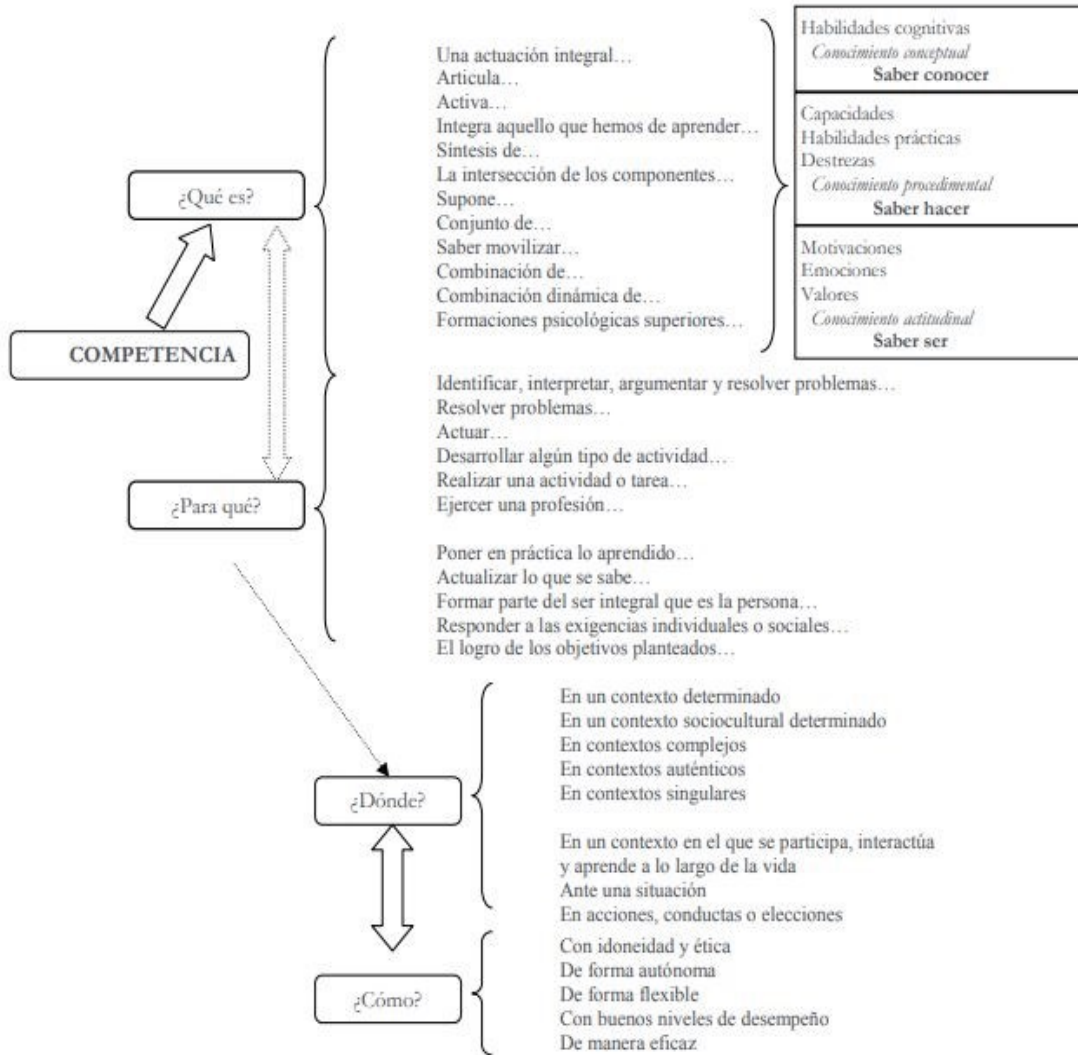 COMPETENCIA
¿Qué es?
Una actuación integral…
Articula…
Activa…
Integra aquello que hemos de aprender…
Síntesis de…
La intersección de los componentes…
Supone…
Conjunto de…
Saber movilizar…
Combinación de…
Combinación dinámica de…
Formaciones psicológicas superiores…
Habilidades cognitivas
Conocimiento conceptual
Saber conocer
Capacidades
Habilidades prácticas
Destrezas
Conocimiento procedimental
Saber hacer
Motivaciones
Emociones
Valores
Conocimiento actitudinal
Saber ser
¿Para qué?
Identificar, interpretar, argumentar y resolver problemas…
Resolver problemas…
Actuar…
Desarrollar algún tipo de actividad…
Realizar una actividad o tarea…
Ejercer una profesión…
Poner en práctica lo aprendido…
Actualizar lo que se sabe…
Formar parte del ser integral que es la persona…
Responder a las exigencias individuales o sociales…
El logro de los objetivos planteados…
¿Dónde?
En un contexto determinado
En un contexto sociocultural determinado
En contextos complejos
En contextos auténticos
En contextos singulares
En un contexto en el que se participa, interactúa
y aprende a lo largo de la vida
Ante una situación
En acciones, conductas o elecciones
¿Cómo?
Con idoneidad y ética
De forma autónoma
De forma flexible
Con buenos niveles de desempeño
De manera eficaz